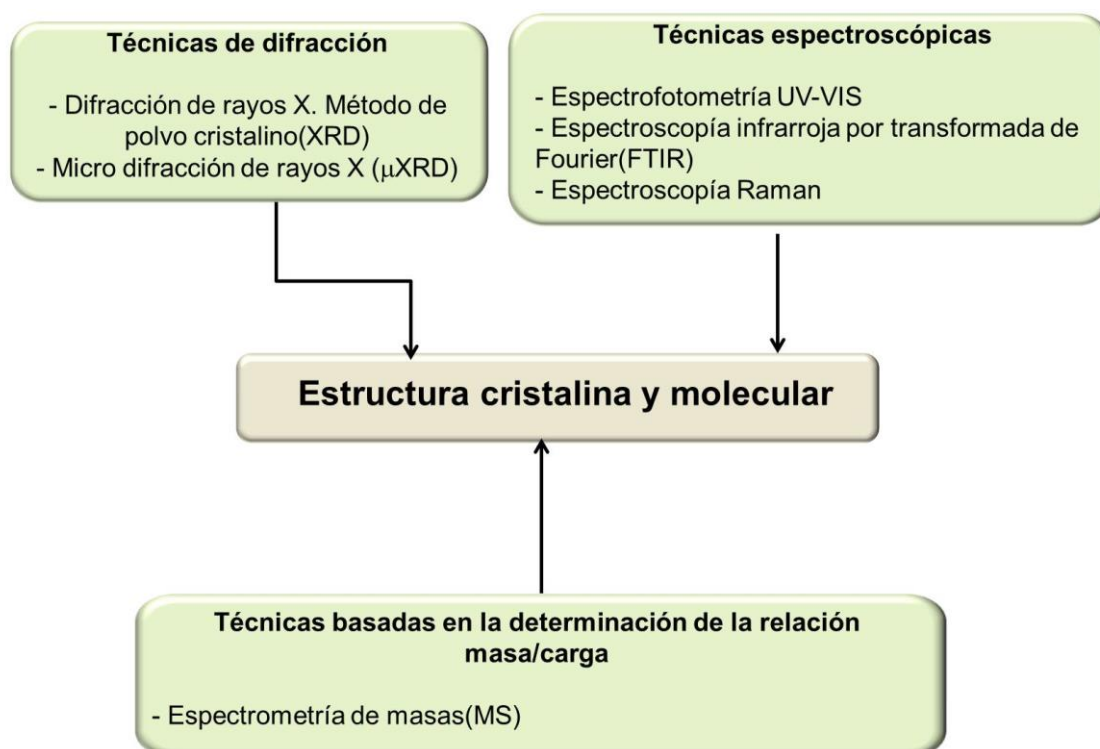 Técnicas de difracción
- Difracción de rayos X. Método de
polvo cristalino(XRD)
- Micro difracción de rayos X (μXRD)
Técnicas espectroscópicas
- Espectrofotometría UV-VIS
- Espectroscopía infrarroja por transformada de
Fourier(FTIR)
- Espectroscopía Raman
Estructura cristalina y molecular
Técnicas basadas en la determinación de la relación
masa/carga
- Espectrometría de masas(MS)